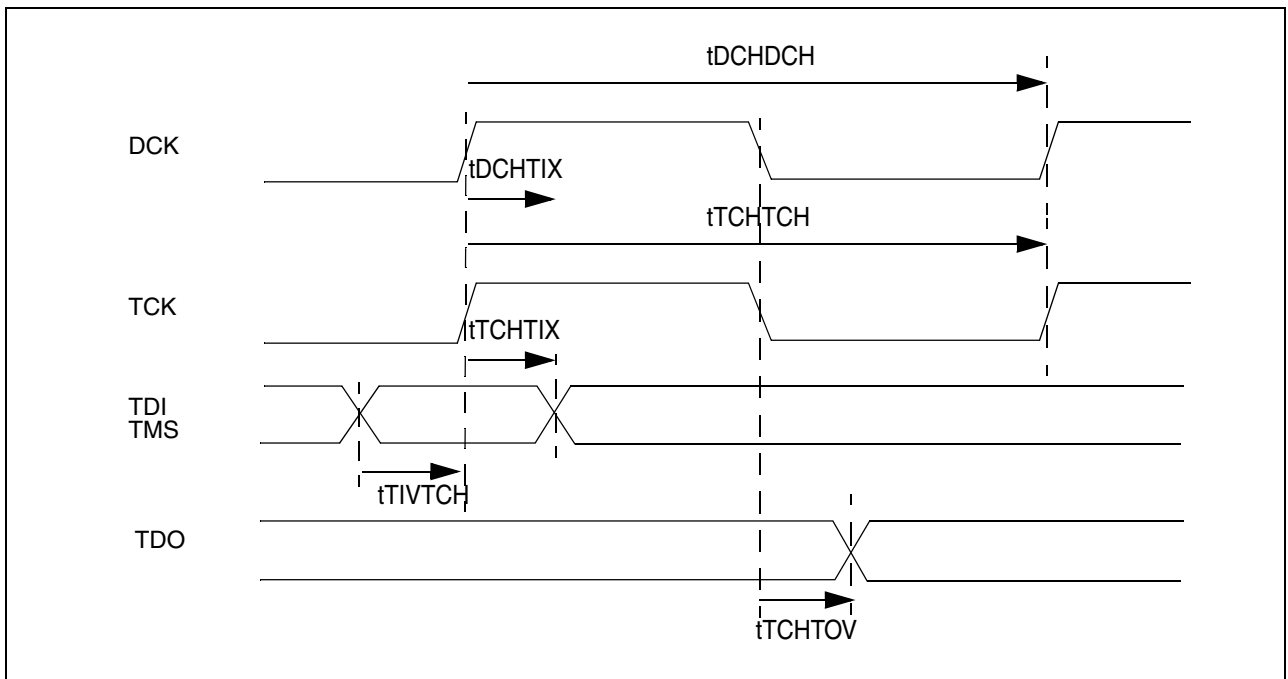 tDCHDCH
DCK
tDCHTIX
tTCHTCH
TCK
tTCHTIX
TDI
TMS
tTIVTCH
TDO
tTCHTOV